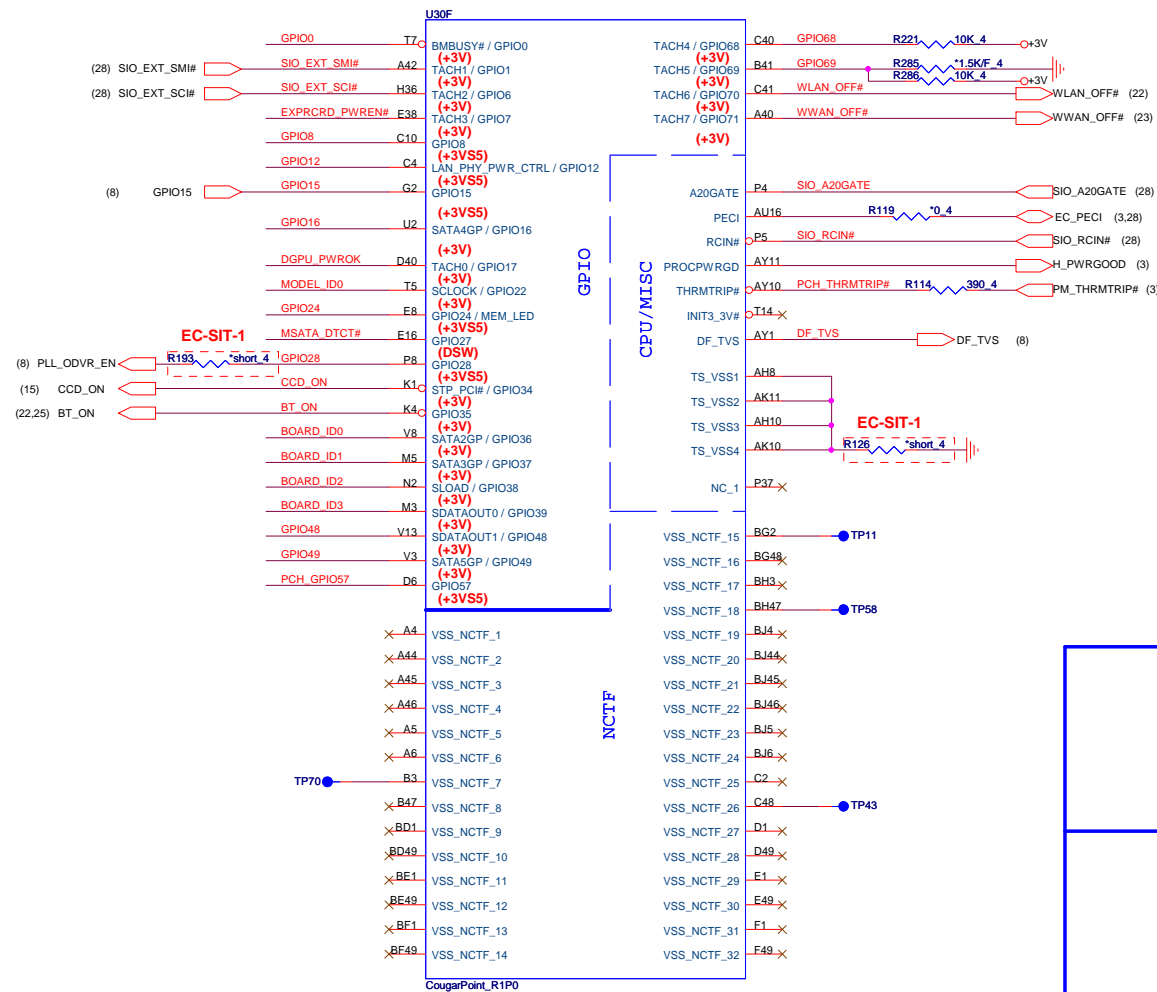 U30F
GPIO0 T7 BMBUSY# / GPIO0
(+3V)
(28) SIO_EXT_SMI# SIO_EXT_SMI# A42 TACH1 / GPIO1
(+3V)
(28) SIO_EXT_SCI# SIO_EXT_SCI# H36 TACH2 / GPIO6
(+3V)
EXPRCRD_PWREN# E38 TACH3 / GPIO7
(+3V)
GPIO8 C10 GPIO8
(+3VS5)
GPIO12 C4 LAN_PHY_PWR_CTRL / GPIO12
(+3VS5)
(8) GPIO15 GPIO15 G2 GPIO15
(+3VS5)
GPIO16 U2 SATA4GP / GPIO16
(+3V)
DGPU_PWROK D40 TACH0 / GPIO17
(+3V)
MODEL_ID0 T5 SCLOCK / GPIO22
(+3V)
GPIO24 E8 GPIO24 / MEM_LED
(+3VS5)
MSATA_DTCT# E16 GPIO27
(DSW)
EC-SIT-1
(8) PLL_ODVR_EN R193 *short_4 GPIO28 P8 GPIO28
(+3VS5)
(15) CCD_ON CCD_ON K1 STP_PCI# / GPIO34
(+3V)
(22,25) BT_ON BT_ON K4 GPIO35
(+3V)
BOARD_ID0 V8 SATA2GP / GPIO36
(+3V)
BOARD_ID1 M5 SATA3GP / GPIO37
(+3V)
BOARD_ID2 N2 SLOAD / GPIO38
(+3V)
BOARD_ID3 M3 SDATAOUT0 / GPIO39
(+3V)
GPIO48 V13 SDATAOUT1 / GPIO48
(+3V)
GPIO49 V3 SATA5GP / GPIO49
(+3V)
PCH_GPIO57 D6 GPIO57
(+3VS5)
A4 VSS_NCTF_1
A44 VSS_NCTF_2
A45 VSS_NCTF_3
A46 VSS_NCTF_4
A5 VSS_NCTF_5
A6 VSS_NCTF_6
TP70 B3 VSS_NCTF_7
B47 VSS_NCTF_8
BD1 VSS_NCTF_9
BD49 VSS_NCTF_10
BE1 VSS_NCTF_11
BE49 VSS_NCTF_12
BF1 VSS_NCTF_13
BF49 VSS_NCTF_14
GPIO
CPU/MISC
NCTF
TACH4 / GPIO68 C40 GPIO68 R221 10K_4 +3V
(+3V)
TACH5 / GPIO69 B41 GPIO69 R285 *1.5K/F_4
R286 10K_4 +3V
(+3V)
TACH6 / GPIO70 C41 WLAN_OFF# WLAN_OFF# (22)
(+3V)
TACH7 / GPIO71 A40 WWAN_OFF# WWAN_OFF# (23)
(+3V)
A20GATE P4 SIO_A20GATE SIO_A20GATE (28)
PECI AU16 R119 *0_4 EC_PECI (3,28)
RCIN# P5 SIO_RCIN# SIO_RCIN# (28)
PROCPWRGD AY11 H_PWRGOOD (3)
THRMTRIP# AY10 PCH_THRMTRIP# R114 390_4 PM_THRMTRIP# (3)
INIT3_3V# T14
DF_TVS AY1 DF_TVS DF_TVS (8)
TS_VSS1 AH8
TS_VSS2 AK11
TS_VSS3 AH10
EC-SIT-1
TS_VSS4 AK10 R126 *short_4
NC_1 P37
VSS_NCTF_15 BG2 TP11
VSS_NCTF_16 BG48
VSS_NCTF_17 BH3
VSS_NCTF_18 BH47 TP58
VSS_NCTF_19 BJ4
VSS_NCTF_20 BJ44
VSS_NCTF_21 BJ45
VSS_NCTF_22 BJ46
VSS_NCTF_23 BJ5
VSS_NCTF_24 BJ6
VSS_NCTF_25 C2
VSS_NCTF_26 C48 TP43
VSS_NCTF_27 D1
VSS_NCTF_28 D49
VSS_NCTF_29 E1
VSS_NCTF_30 E49
VSS_NCTF_31 F1
VSS_NCTF_32 F49
CougarPoint_R1P0